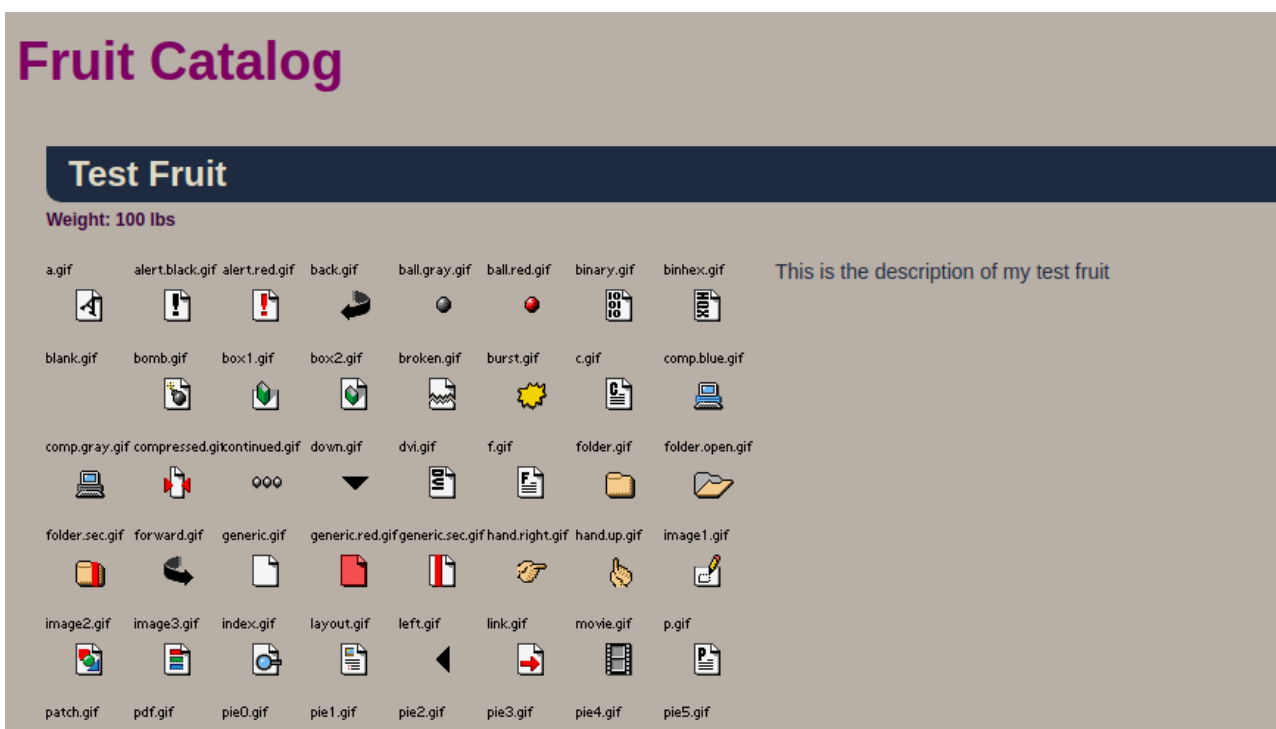 Fruit Catalog
Test Fruit
Weight: 100 lbs
a.gif alert.black.gif alert.red.gif back.gif ball.gray.gif ball.red.gif binary.gif binhex.gif This is the description of my test fruit
blank.gif bomb.gif box1.gif box2.gif broken.gif burst.gif c.gif comp.blue.gif
comp.gray.gif compressed.gif continued.gif down.gif dvi.gif f.gif folder.gif folder.open.gif
folder.sec.gif forward.gif generic.gif generic.red.gif generic.sec.gif hand.right.gif hand.up.gif image1.gif
image2.gif image3.gif index.gif layout.gif left.gif link.gif movie.gif p.gif
patch.gif pdf.gif pie0.gif pie1.gif pie2.gif pie3.gif pie4.gif pie5.gif